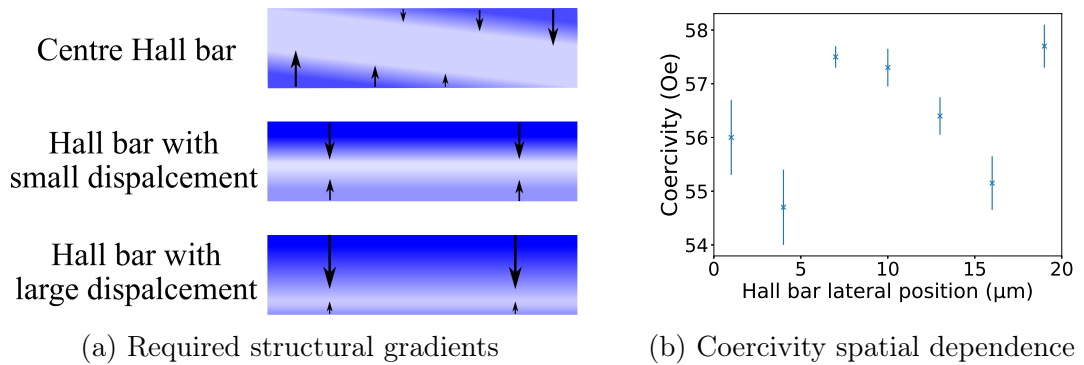 Centre Hall bar
Hall bar with
small dispalcement
Hall bar with
large dispalcement
(a) Required structural gradients
Coercivity (Oe)
58
57
56
55
54
0 5 10 15 20
Hall bar lateral position (μm)
(b) Coercivity spatial dependence